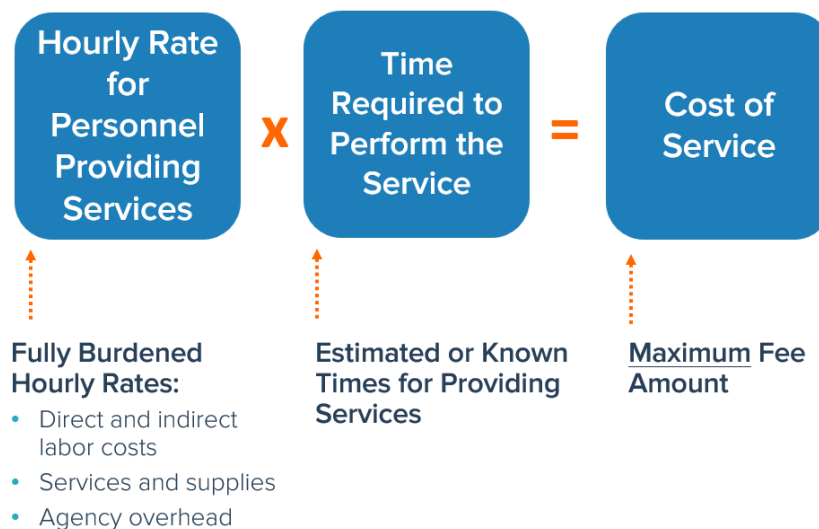 Hourly Rate
for
Personnel
Providing
Services
x
Time
Required to
Perform the
Service
=
Cost of
Service
Fully Burdened
Hourly Rates:
• Direct and indirect
labor costs
• Services and supplies
• Agency overhead
Estimated or Known
Times for Providing
Services
Maximum Fee
Amount